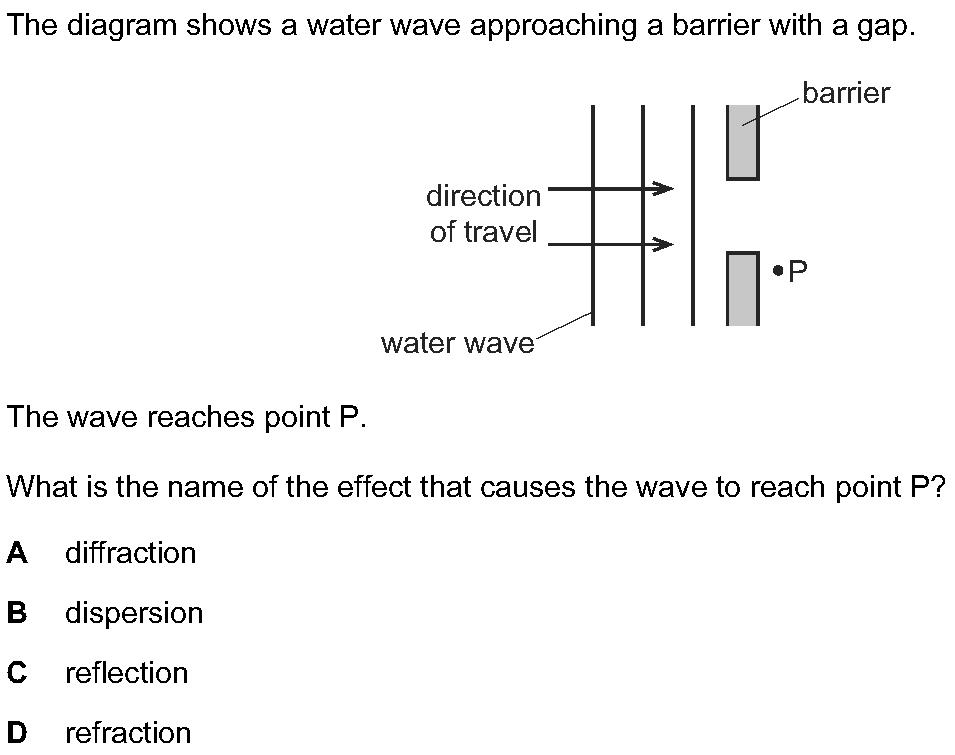 The diagram shows a water wave approaching a barrier with a gap.
barrier
direction
of travel
P
water wave
The wave reaches point P.
What is the name of the effect that causes the wave to reach point P?
A diffraction
B dispersion
C reflection
D refraction